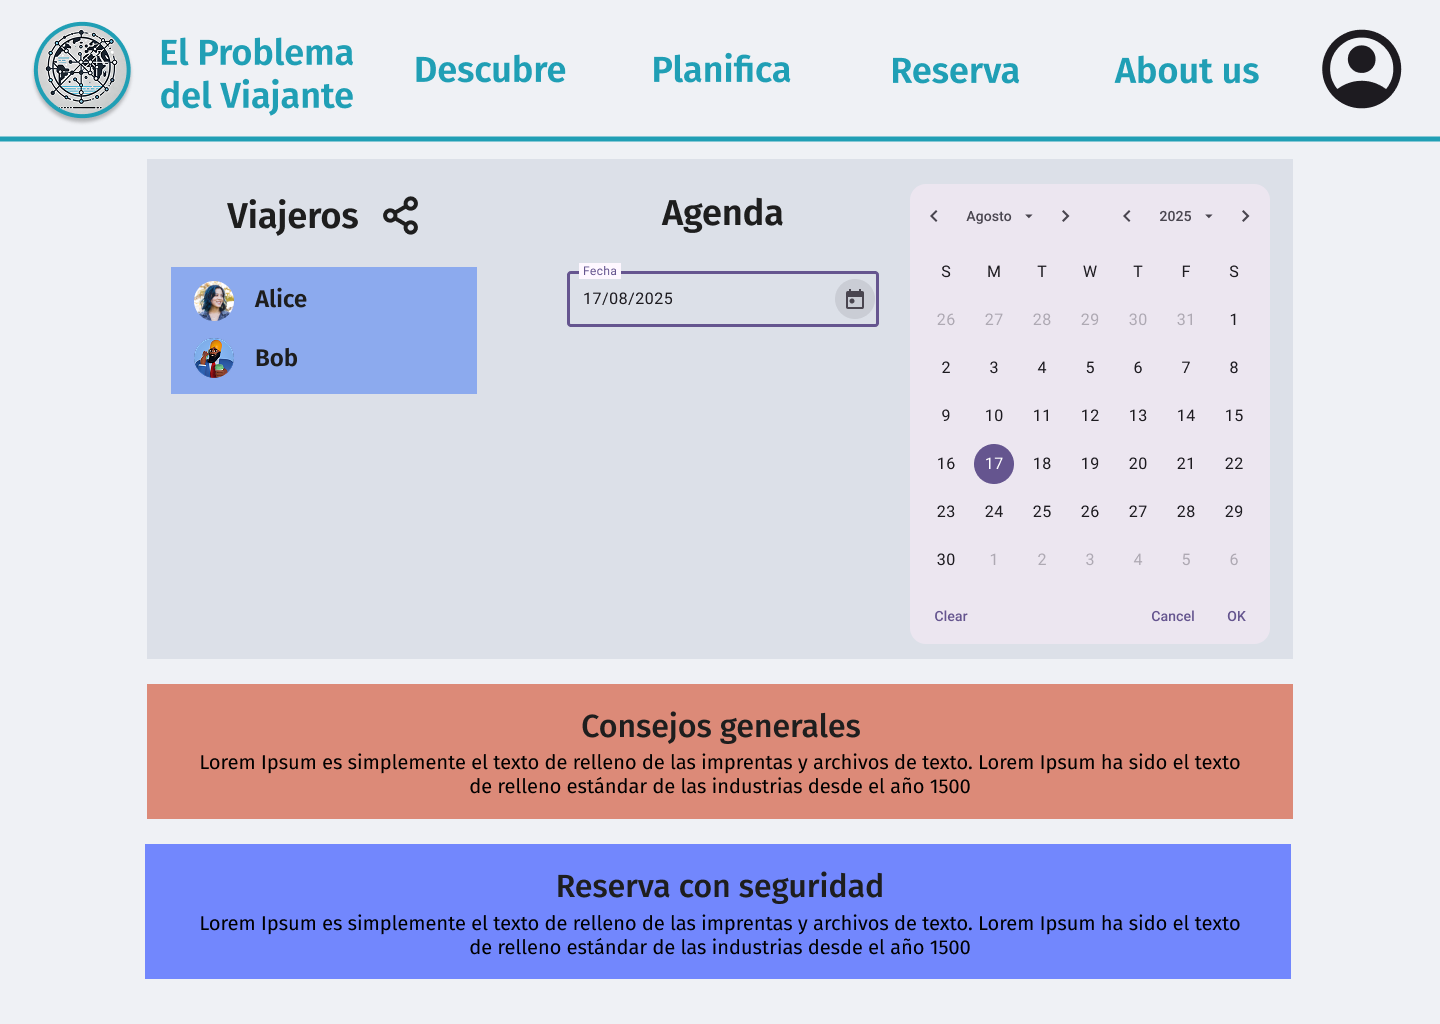 El Problema
del Viajante
Descubre
Planifica
Reserva
About us
Viajeros
Alice
Bob
Agenda
Fecha
17/08/2025
Agosto 2025
S M T W T F S
26 27 28 29 30 31 1
2 3 4 5 6 7 8
9 10 11 12 13 14 15
16 17 18 19 20 21 22
23 24 25 26 27 28 29
30 1 2 3 4 5 6
Clear Cancel OK
Consejos generales
Lorem Ipsum es simplemente el texto de relleno de las imprentas y archivos de texto. Lorem Ipsum ha sido el texto
de relleno estándar de las industrias desde el año 1500
Reserva con seguridad
Lorem Ipsum es simplemente el texto de relleno de las imprentas y archivos de texto. Lorem Ipsum ha sido el texto
de relleno estándar de las industrias desde el año 1500